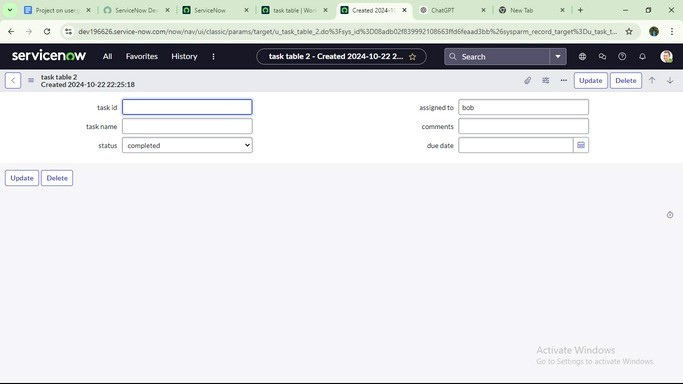 Project on user,
ServiceNow Dev
ServiceNow
task table | Wor
Created 2024-10
ChatGPT
New Tab
dev196626.service-now.com/now/nav/ui/classic/params/target/u_task_table_2.do%3Fsys_id%3D08adb02f839992108663ffd6feaad3bb%26sysparm_record_target%3Du_task_t...
servicenow
All Favorites History
task table 2 - Created 2024-10-22 2...
Search
task table 2
Created 2024-10-22 22:25:18
Update Delete
task id
assigned to bob
task name
comments
status completed
due date
Update Delete
Activate Windows
Go to Settings to activate Windows.